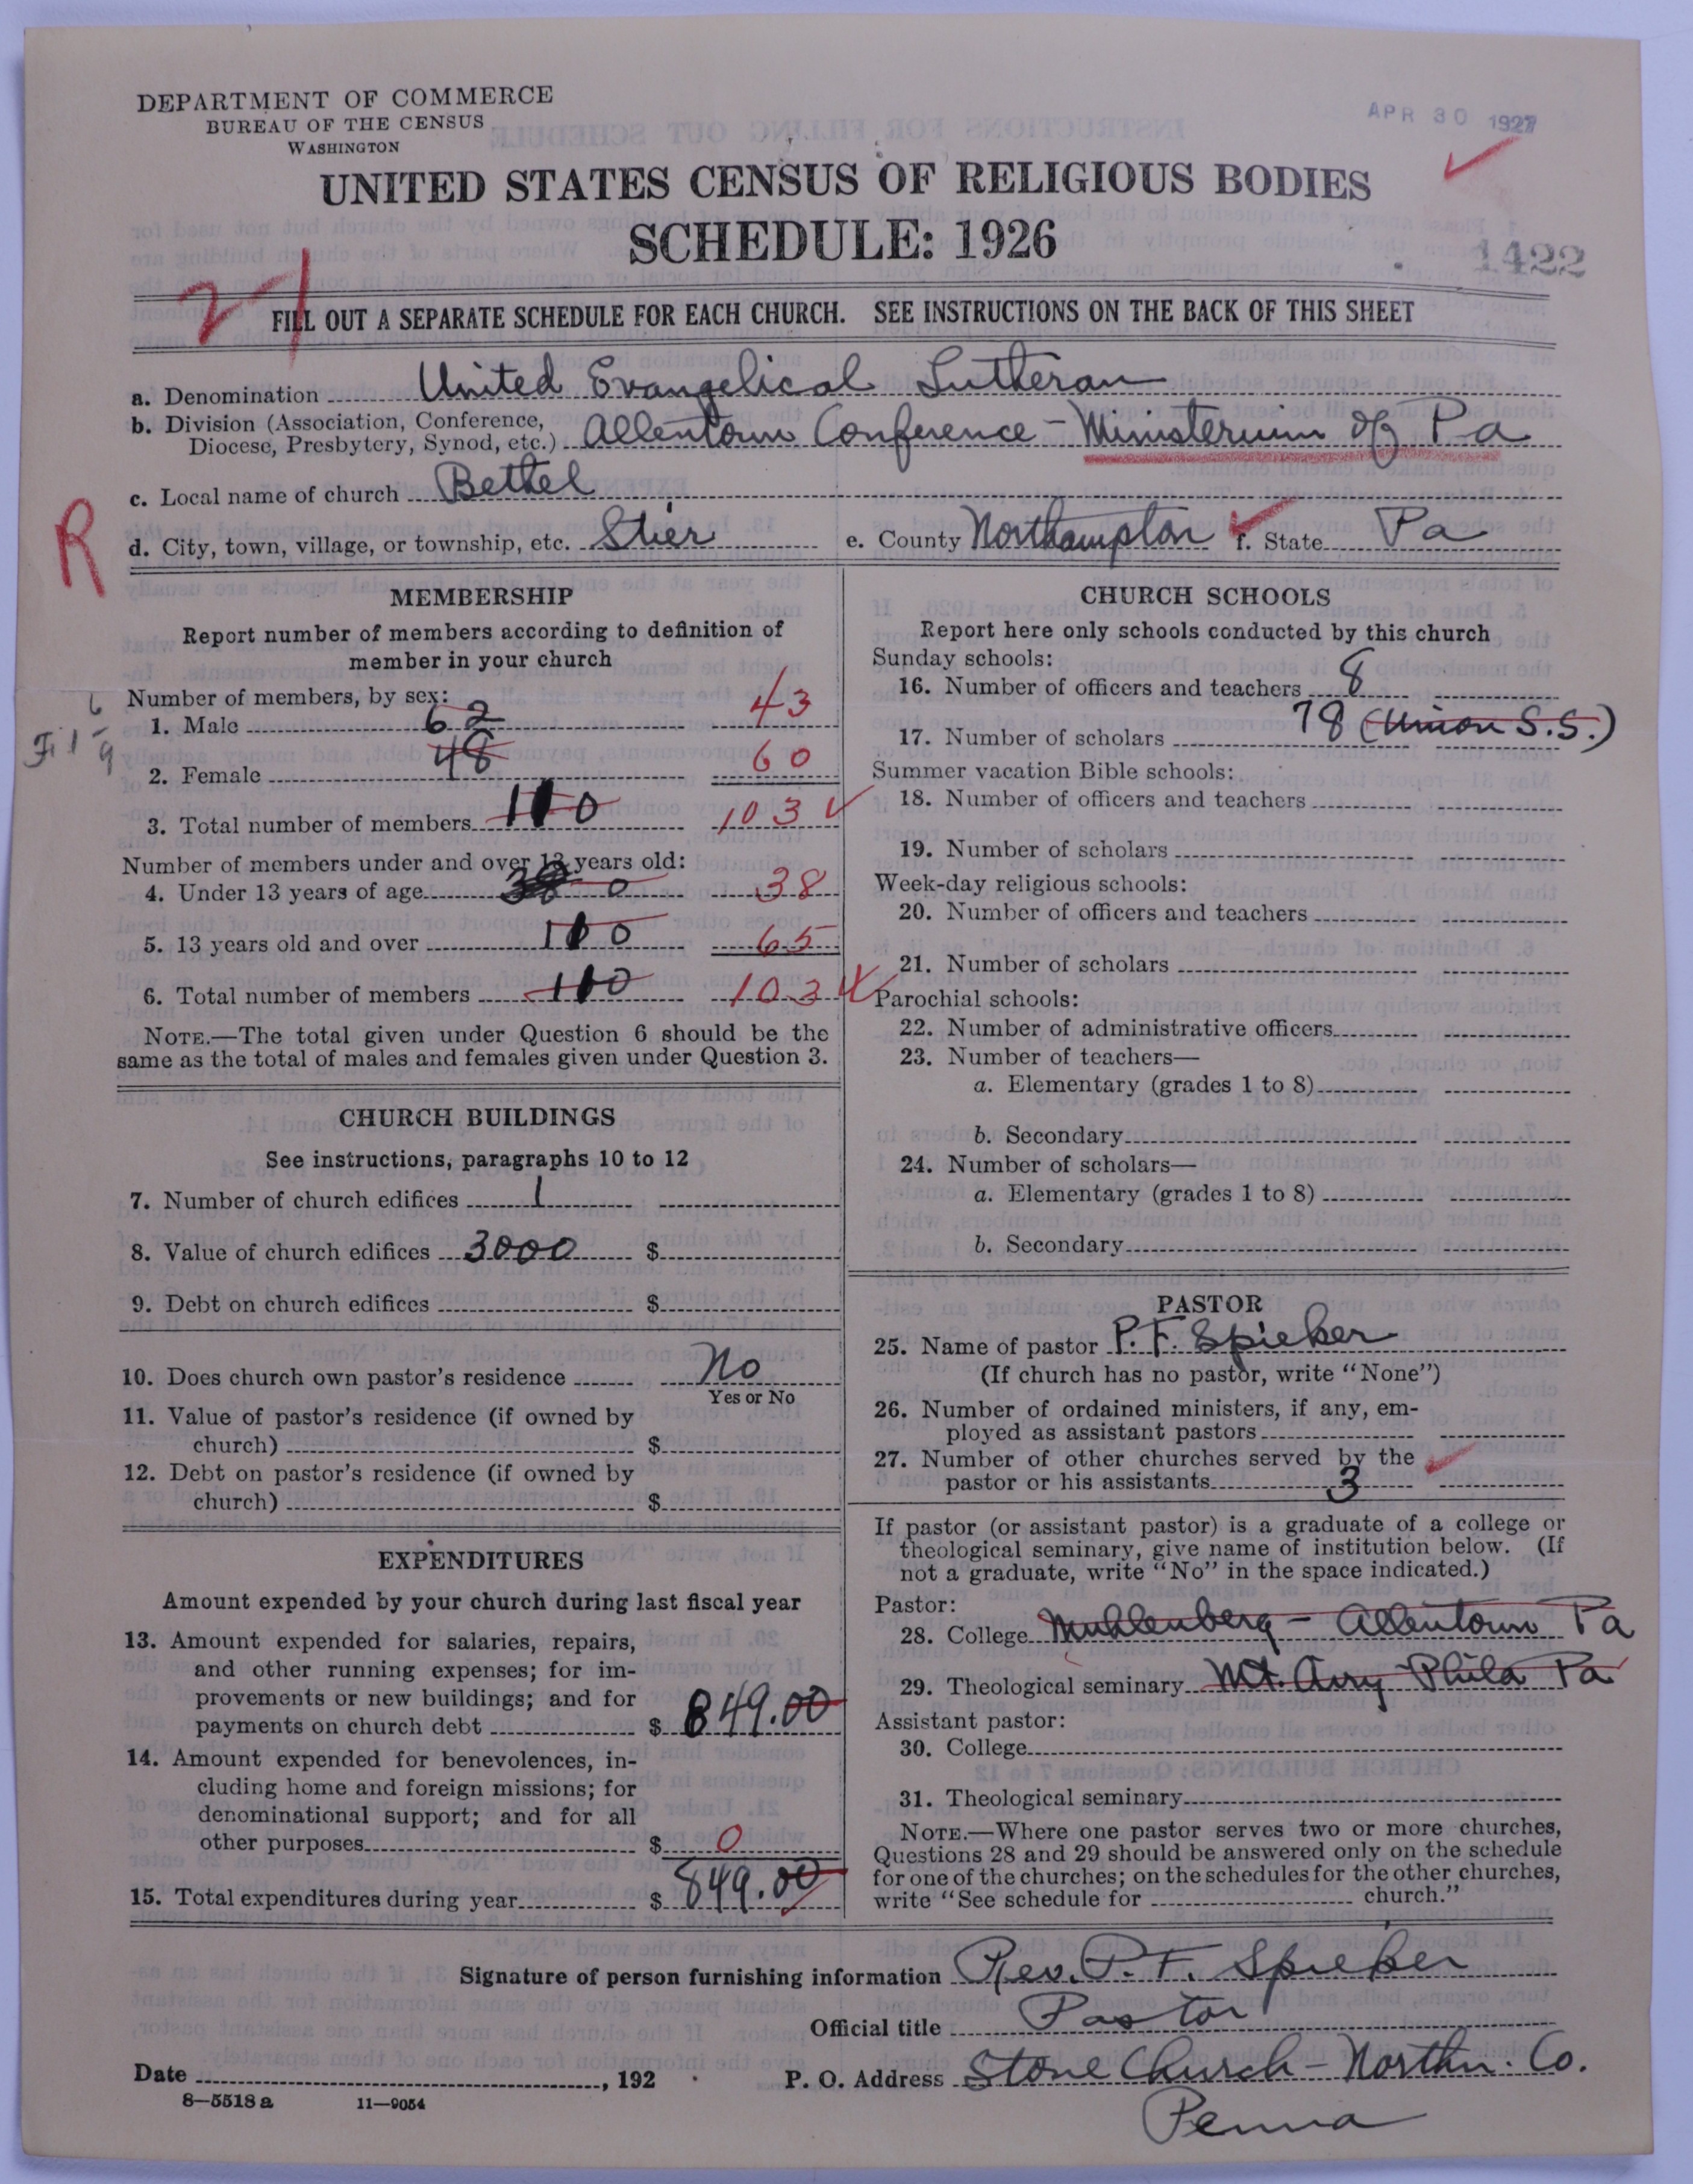 DEPARTMENT OF COMMERCE
BUREAU OF THE CENSUS
WASHINGTON
APR 30 1927
UNITED STATES CENSUS OF RELIGIOUS BODIES
SCHEDULE: 1926
1422
FILL OUT A SEPARATE SCHEDULE FOR EACH CHURCH. SEE INSTRUCTIONS ON THE BACK OF THIS SHEET
a. Denomination United Evangelical Lutheran
b. Division (Association, Conference,
Diocese, Presbytery, Synod, etc.) Allentown Conference - Ministerium of Pa
c. Local name of church Bethel
R
d. City, town, village, or township, etc. Stier e. County Northampton f. State Pa
MEMBERSHIP
Report number of members according to definition of
member in your church
Number of members, by sex:
1. Male 62 43
2. Female 48 60
3. Total number of members 110 103
Number of members under and over 13 years old:
4. Under 13 years of age 0 38
5. 13 years old and over 110 65
6. Total number of members 110 103
NOTE.—The total given under Question 6 should be the
same as the total of males and females given under Question 3.
CHURCH BUILDINGS
See instructions, paragraphs 10 to 12
7. Number of church edifices 1
8. Value of church edifices 3000 $
9. Debt on church edifices $
10. Does church own pastor's residence No
Yes or No
11. Value of pastor's residence (if owned by
church) $
12. Debt on pastor's residence (if owned by
church) $
EXPENDITURES
Amount expended by your church during last fiscal year
13. Amount expended for salaries, repairs,
and other running expenses; for im-
provements or new buildings; and for
payments on church debt $ 849.00
14. Amount expended for benevolences, in-
cluding home and foreign missions; for
denominational support; and for all
other purposes $ 0
15. Total expenditures during year $ 849.00
CHURCH SCHOOLS
Report here only schools conducted by this church
Sunday schools:
16. Number of officers and teachers 8
17. Number of scholars 78 (Union S.S.)
Summer vacation Bible schools:
18. Number of officers and teachers
19. Number of scholars
Week-day religious schools:
20. Number of officers and teachers
21. Number of scholars
Parochial schools:
22. Number of administrative officers
23. Number of teachers—
a. Elementary (grades 1 to 8)
b. Secondary
24. Number of scholars—
a. Elementary (grades 1 to 8)
b. Secondary
PASTOR
25. Name of pastor P. F. Spieker
(If church has no pastor, write "None")
26. Number of ordained ministers, if any, em-
ployed as assistant pastors
27. Number of other churches served by the
pastor or his assistants 3
If pastor (or assistant pastor) is a graduate of a college or
theological seminary, give name of institution below. (If
not a graduate, write "No" in the space indicated.)
Pastor:
28. College Muhlenberg - Allentown Pa
29. Theological seminary Mt. Airy Phila Pa
Assistant pastor:
30. College
31. Theological seminary
NOTE.—Where one pastor serves two or more churches,
Questions 28 and 29 should be answered only on the schedule
for one of the churches; on the schedules for the other churches,
write "See schedule for church."
Signature of person furnishing information Rev. P. F. Spieker
Official title Pastor
Date , 192 P. O. Address Stone Church - Northn. Co.
Penna
8—5518 a 11—9054